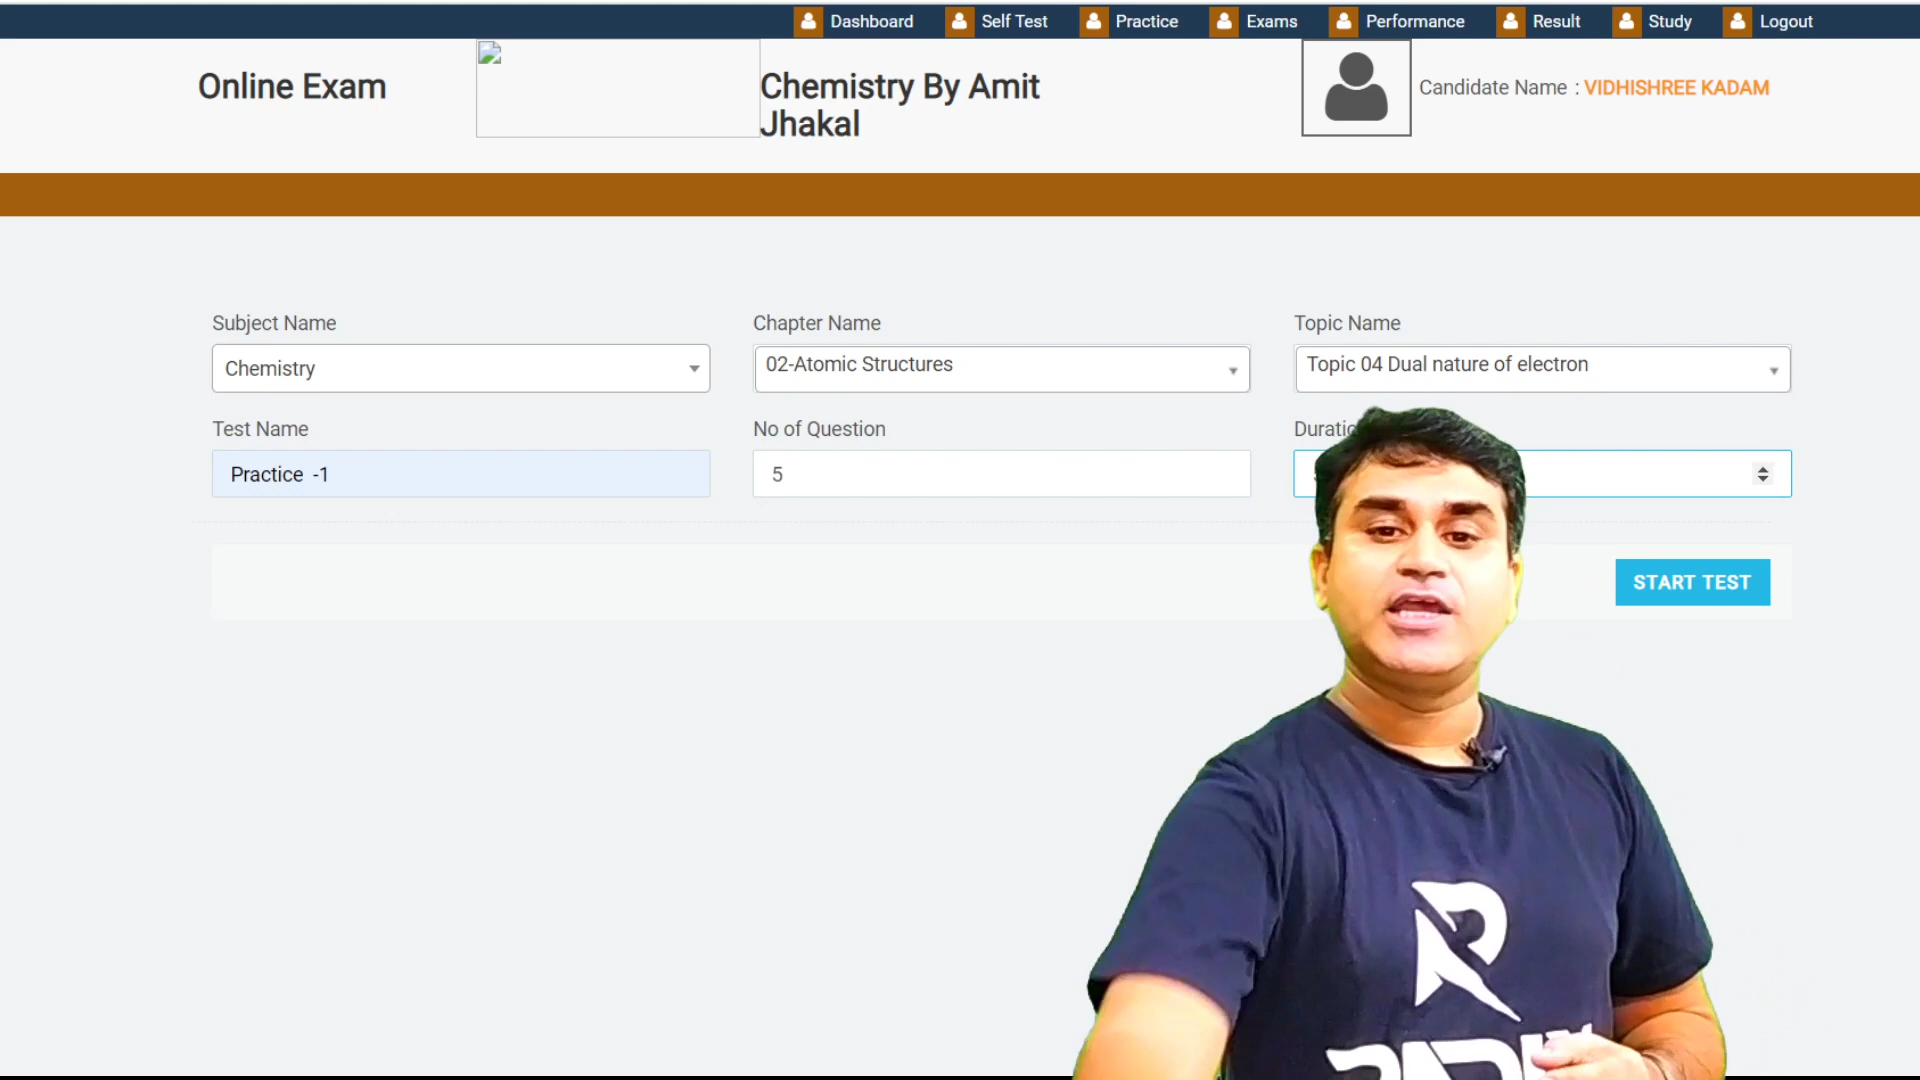 Dashboard Self Test Practice Exams Performance Result Study Logout
Online Exam
Chemistry By Amit
Jhakal
Candidate Name : VIDHISHREE KADAM
Subject Name Chapter Name Topic Name
Chemistry 02-Atomic Structures Topic 04 Dual nature of electron
Test Name No of Question
Practice -1 5
START TEST